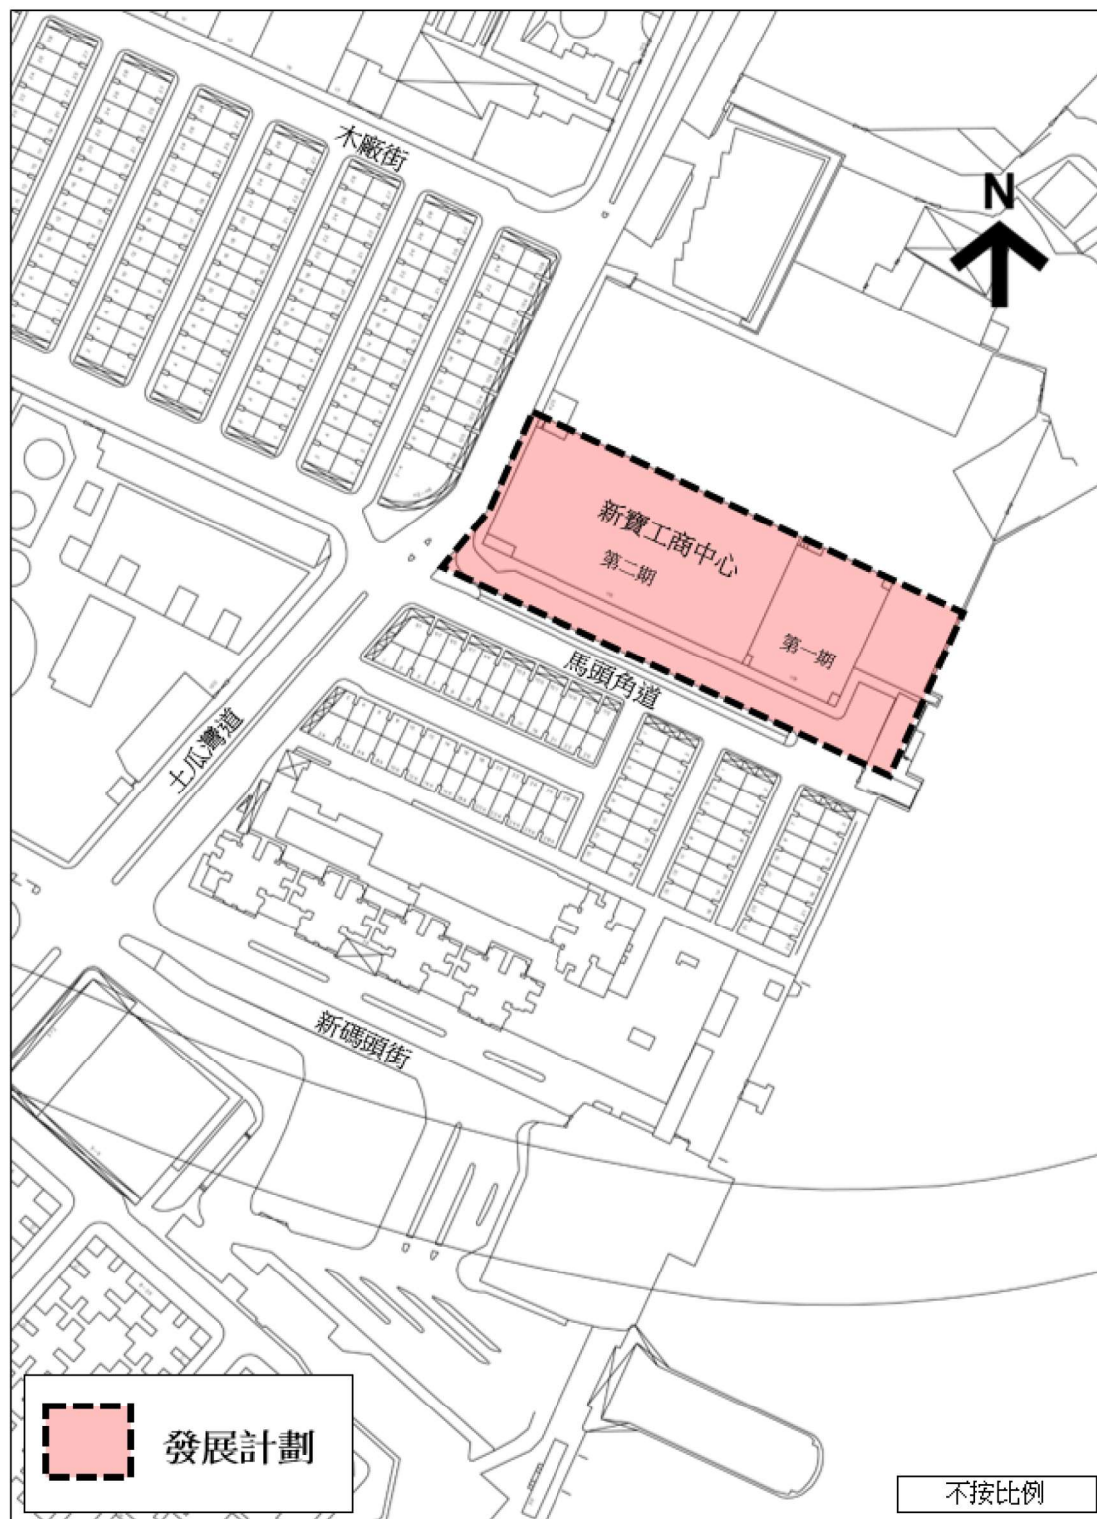 木廠街
N
新寶工商中心
第二期
第一期
馬頭角道
土瓜灣道
新碼頭街
發展計劃
不按比例